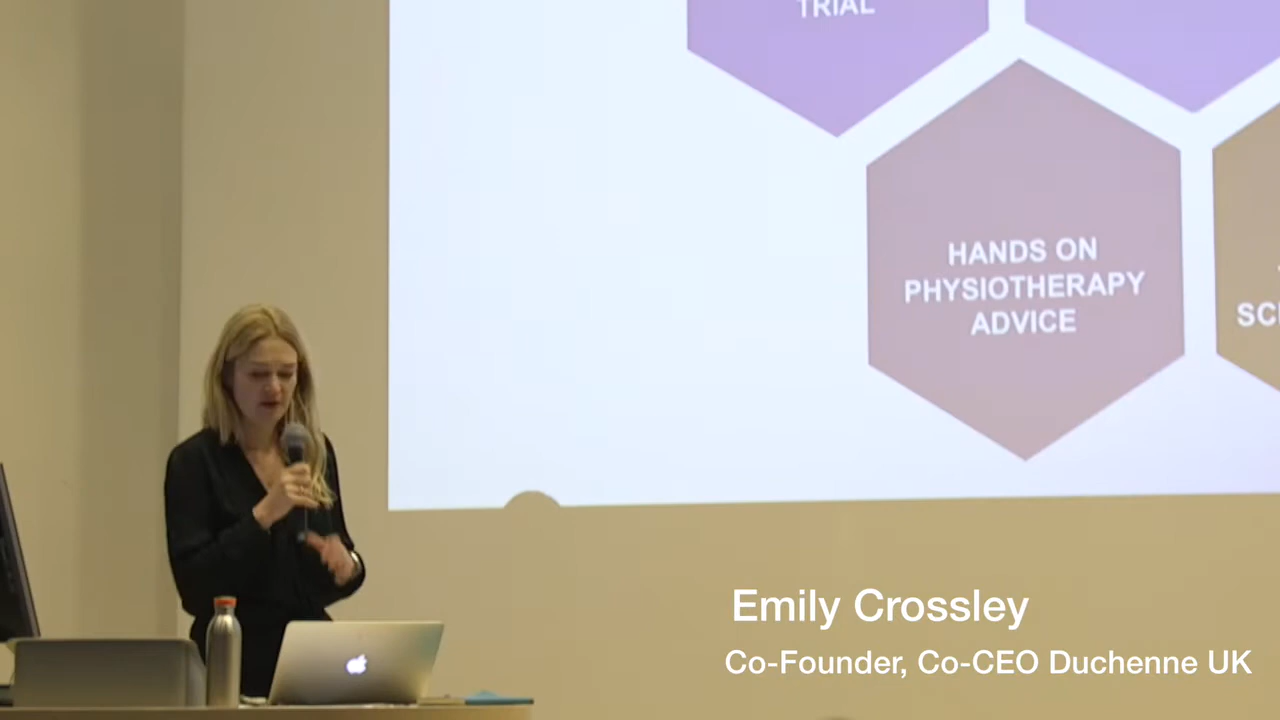 TRIAL
HANDS ON
PHYSIOTHERAPY
ADVICE
Emily Crossley
Co-Founder, Co-CEO Duchenne UK